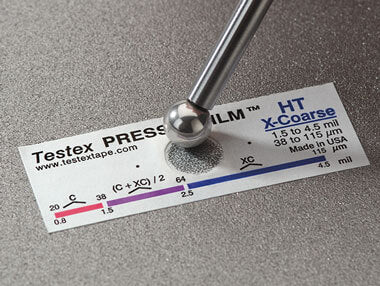 Testex PRESS FILM™
www.testextape.com
HT
X-Coarse
1.5 to 4.5 mil
38 to 115 µm
Made in USA
C
(C + XC) / 2
XC
20 38 64 115 µm
0.8 1.5 2.5 4.5 mil